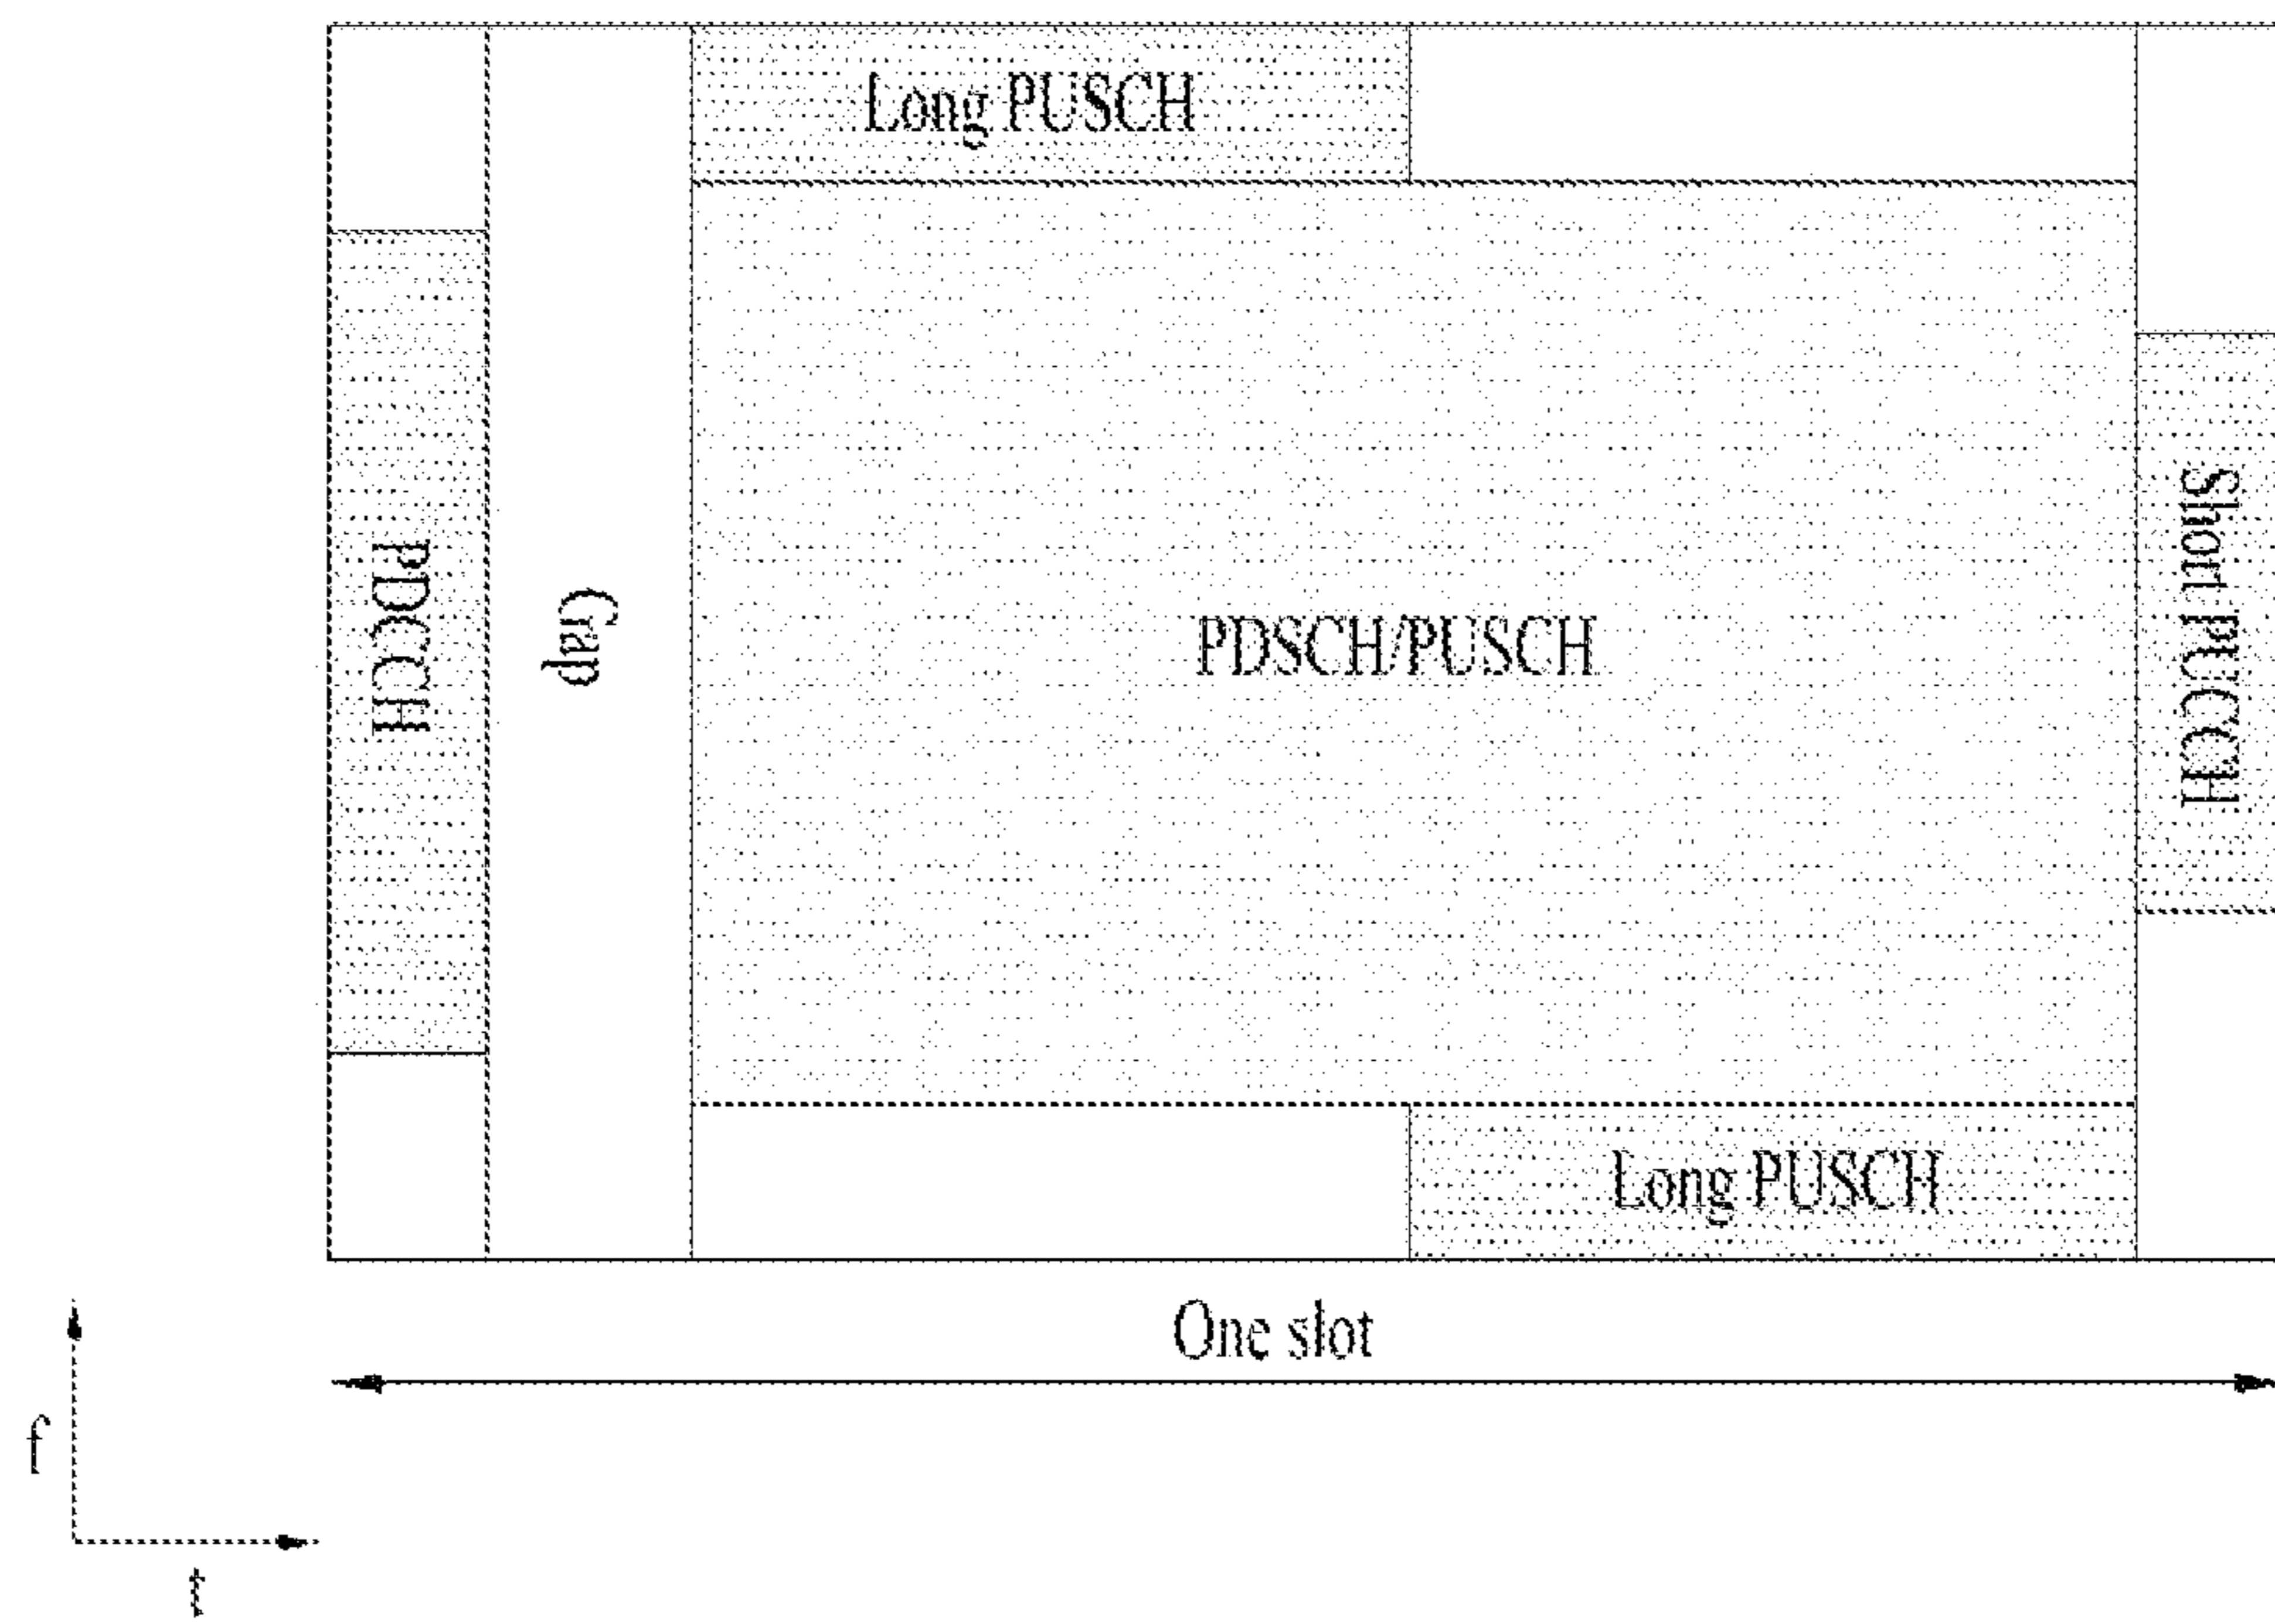 Long PUSCH
PDCCH
Gap
PDSCH/PUSCH
Short PUCCH
Long PUSCH
One slot
f
t